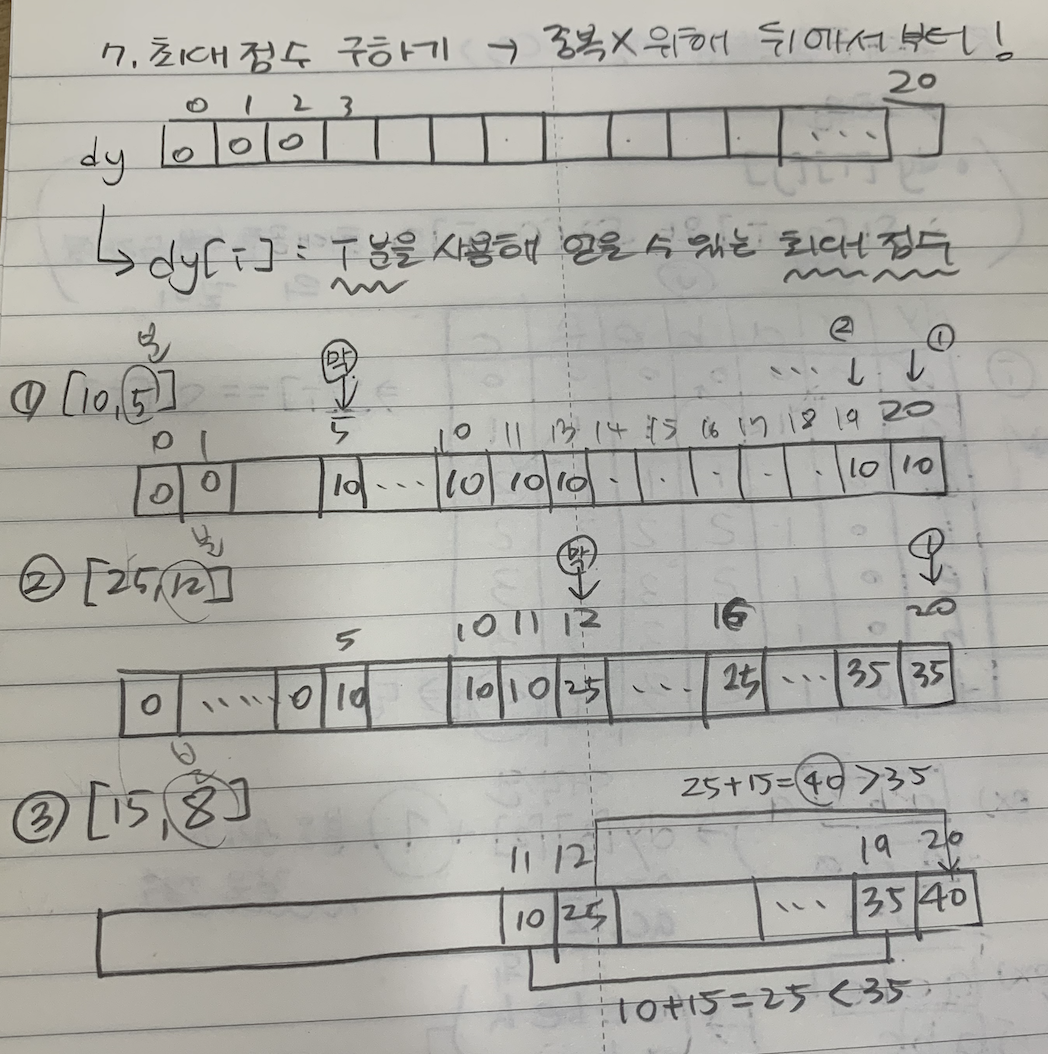 7. 최대점수 구하기 → 중복X 위해 뒤에서부터!
0 1 2 3 20
dy 0 0 0 ...
↳ dy[i] : i분을 사용해 얻을 수 있는 최대점수
분 막 ... ② ①
① [10, 5]
0 1 5 10 11 13 14 15 16 17 18 19 20
0 0 10 ... 10 10 10 . . . . . 10 10
분 막 ①
② [25, 12]
5 10 11 12 16 20
0 ..... 0 10 10 10 25 ... 25 ... 35 35
분
③ [15, 8]
25+15=40>35
11 12 19 20
10 25 ... 35 40
10+15=25<35